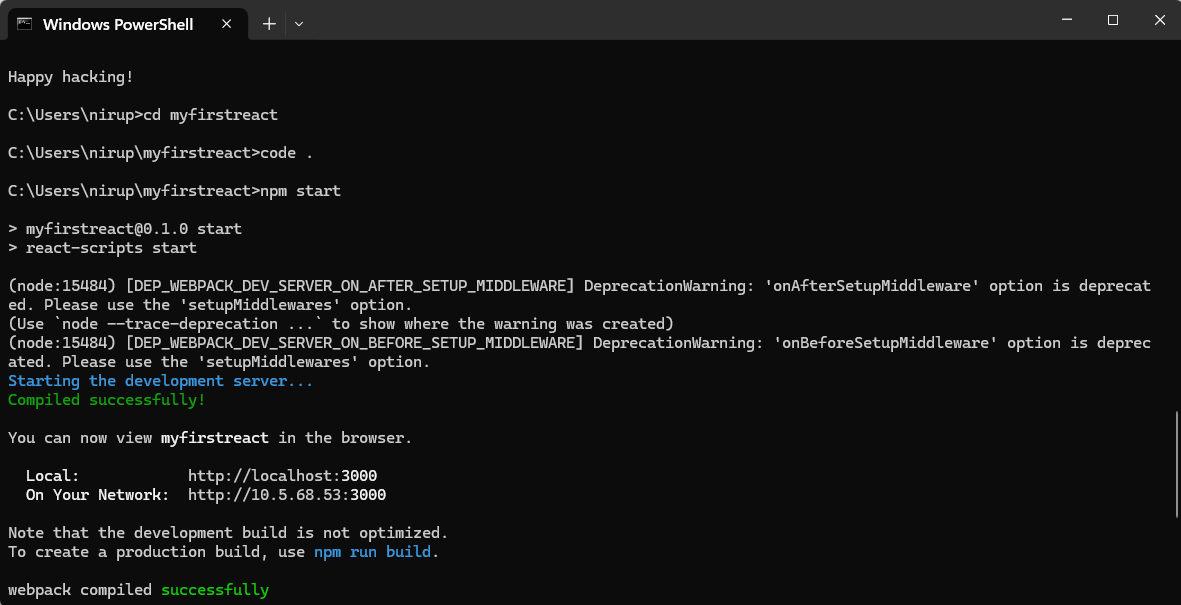 Windows PowerShell
Happy hacking!
C:\Users\nirup>cd myfirstreact
C:\Users\nirup\myfirstreact>code .
C:\Users\nirup\myfirstreact>npm start
> myfirstreact@0.1.0 start
> react-scripts start
(node:15484) [DEP_WEBPACK_DEV_SERVER_ON_AFTER_SETUP_MIDDLEWARE] DeprecationWarning: 'onAfterSetupMiddleware' option is deprecat
ed. Please use the 'setupMiddlewares' option.
(Use `node --trace-deprecation ...` to show where the warning was created)
(node:15484) [DEP_WEBPACK_DEV_SERVER_ON_BEFORE_SETUP_MIDDLEWARE] DeprecationWarning: 'onBeforeSetupMiddleware' option is deprec
ated. Please use the 'setupMiddlewares' option.
Starting the development server...
Compiled successfully!
You can now view myfirstreact in the browser.
Local: http://localhost:3000
On Your Network: http://10.5.68.53:3000
Note that the development build is not optimized.
To create a production build, use npm run build.
webpack compiled successfully